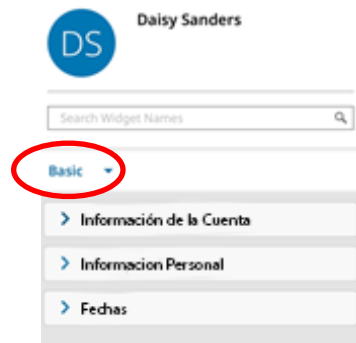 Daisy Sanders
DS
Search Widget Names
Basic
Información de la Cuenta
Informacion Personal
Fechas